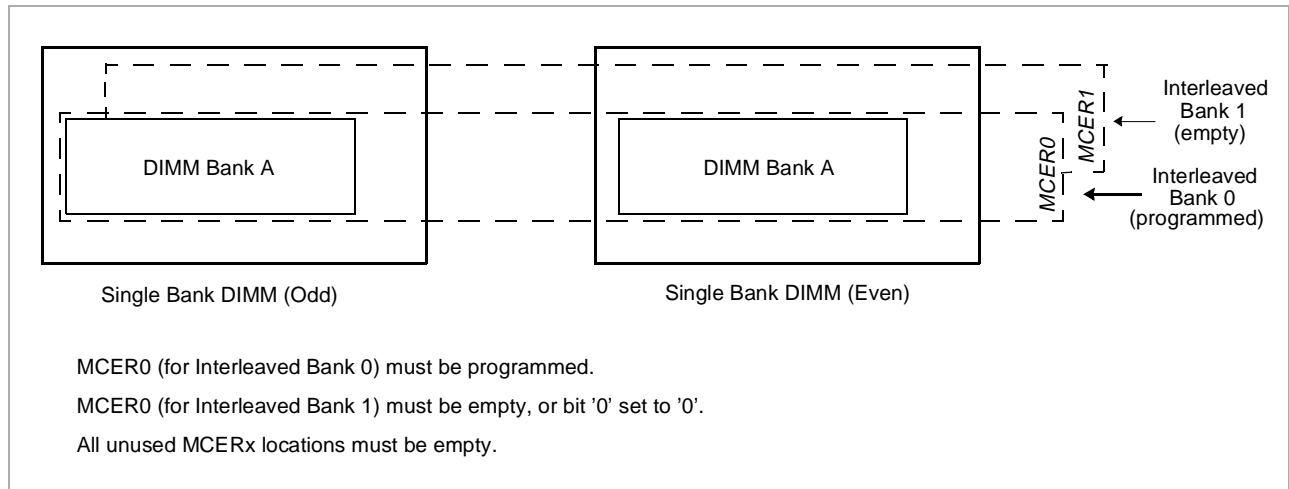 DIMM Bank A
DIMM Bank A
MCER0
MCER1
Interleaved
Bank 1
(empty)
Interleaved
Bank 0
(programmed)
Single Bank DIMM (Odd)
Single Bank DIMM (Even)
MCER0 (for Interleaved Bank 0) must be programmed.
MCER0 (for Interleaved Bank 1) must be empty, or bit ’0’ set to ’0’.
All unused MCERx locations must be empty.